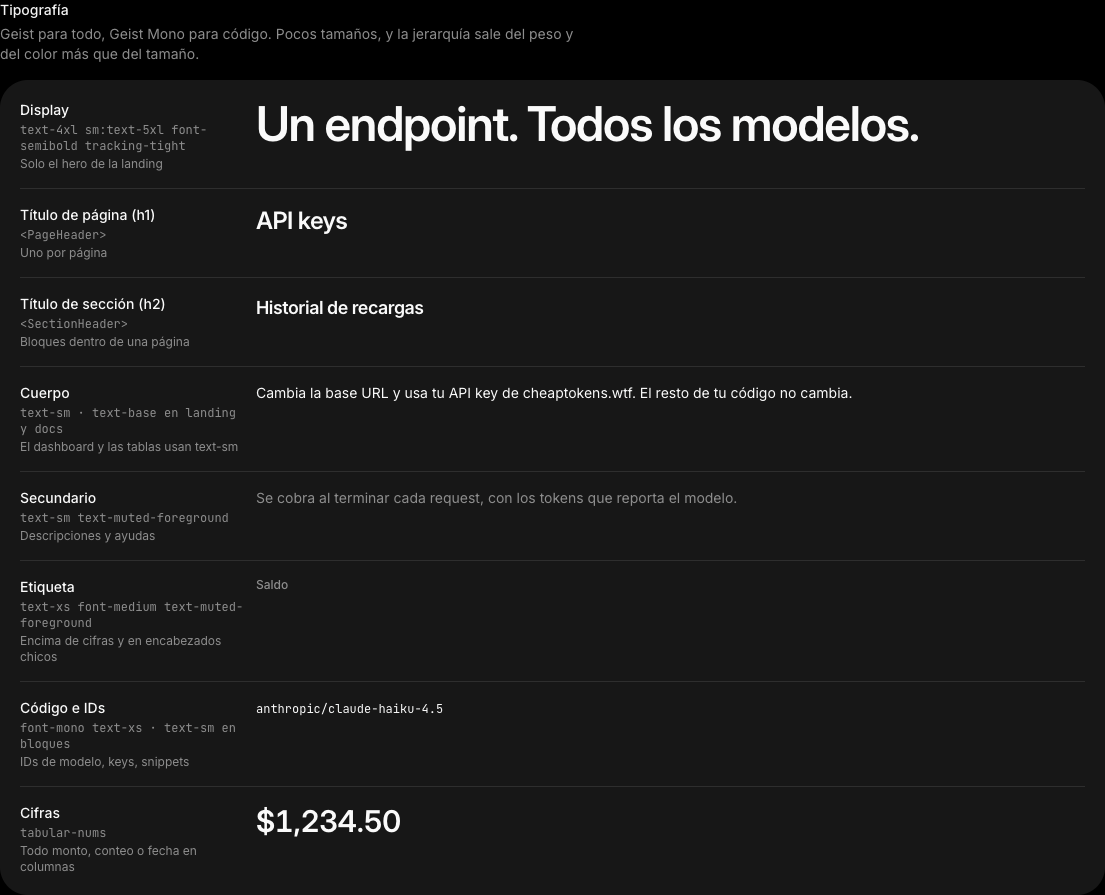 Tipografía
Geist para todo, Geist Mono para código. Pocos tamaños, y la jerarquía sale del peso y
del color más que del tamaño.
Display
text-4xl sm:text-5xl font-
semibold tracking-tight
Solo el hero de la landing
Un endpoint. Todos los modelos.
Título de página (h1)
<PageHeader>
Uno por página
API keys
Título de sección (h2)
<SectionHeader>
Bloques dentro de una página
Historial de recargas
Cuerpo
text-sm · text-base en landing
y docs
El dashboard y las tablas usan text-sm
Cambia la base URL y usa tu API key de cheaptokens.wtf. El resto de tu código no cambia.
Secundario
text-sm text-muted-foreground
Descripciones y ayudas
Se cobra al terminar cada request, con los tokens que reporta el modelo.
Etiqueta
text-xs font-medium text-muted-
foreground
Encima de cifras y en encabezados
chicos
Saldo
Código e IDs
font-mono text-xs · text-sm en
bloques
IDs de modelo, keys, snippets
anthropic/claude-haiku-4.5
Cifras
tabular-nums
Todo monto, conteo o fecha en
columnas
$1,234.50